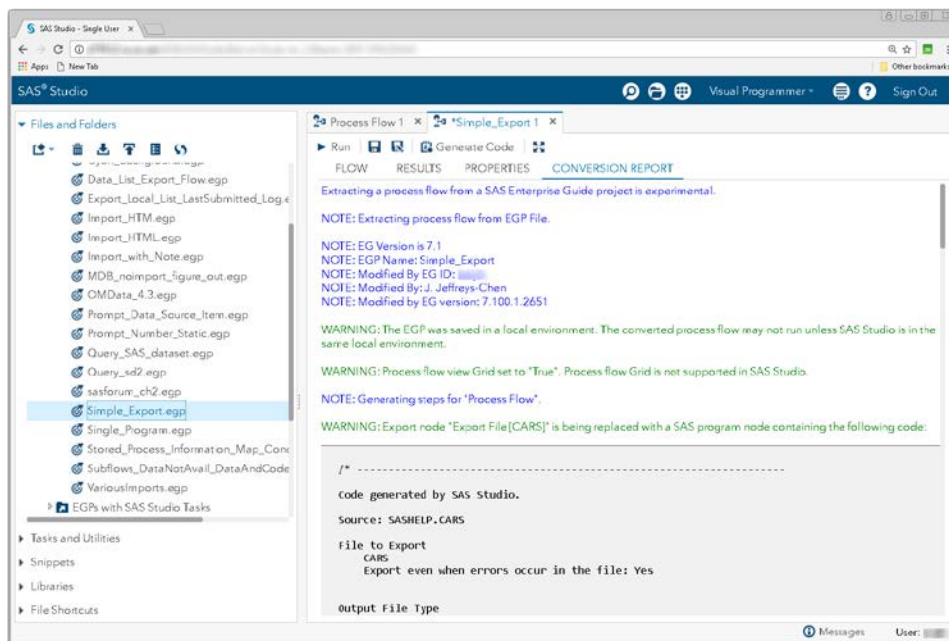 SAS Studio - Single User
Apps New Tab
Other bookmarks
SAS® Studio
Visual Programmer
Sign Out
Files and Folders
Data_List_Export_Flow.egp
Export_Local_List_LastSubmitted_Log.e
Import_HTM.egp
Import_HTML.egp
Import_with_Note.egp
MDB_noimport_figure_out.egp
OMData_4.3.egp
Prompt_Data_Source_Item.egp
Prompt_Number_Static.egp
Query_SAS_dataset.egp
Query_sd2.egp
sasforum_ch2.egp
Simple_Export.egp
Single_Program.egp
Stored_Process_Information_Map_Cond
Subflows_DataNotAvail_DataAndCode
VariousImports.egp
EGPs with SAS Studio Tasks
Tasks and Utilities
Snippets
Libraries
File Shortcuts
Process Flow 1
*Simple_Export 1
Run
Generate Code
FLOW RESULTS PROPERTIES CONVERSION REPORT
Extracting a process flow from a SAS Enterprise Guide project is experimental.
NOTE: Extracting process flow from EGP File.
NOTE: EG Version is 7.1
NOTE: EGP Name: Simple_Export
NOTE: Modified By EG ID:
NOTE: Modified By: J. Jeffreys-Chen
NOTE: Modified by EG version: 7.100.1.2651
WARNING: The EGP was saved in a local environment. The converted process flow may not run unless SAS Studio is in the
same local environment.
WARNING: Process flow view Grid set to "True". Process flow Grid is not supported in SAS Studio.
NOTE: Generating steps for "Process Flow".
WARNING: Export node "Export File[CARS]" is being replaced with a SAS program node containing the following code:
/* --------------------------------------------------------------------
Code generated by SAS Studio.
Source: SASHELP.CARS
File to Export
CARS
Export even when errors occur in the file: Yes
Output File Type
Messages
User: